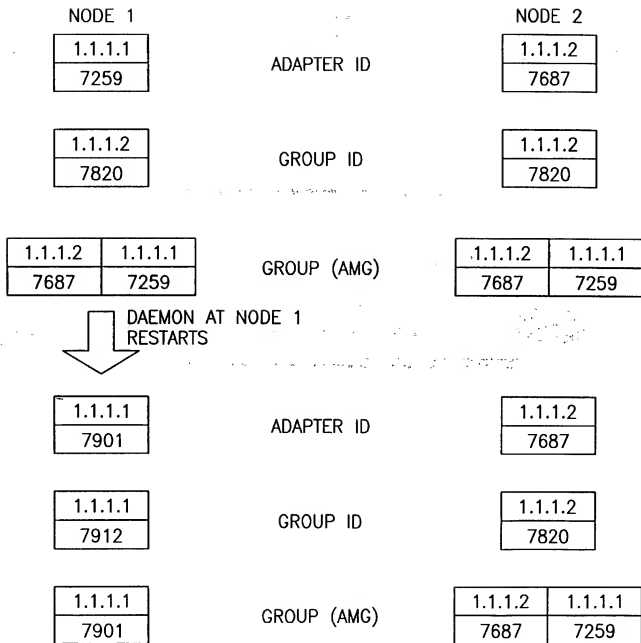 NODE 1 NODE 2
1.1.1.1 1.1.1.2
7259 ADAPTER ID 7687
1.1.1.2 1.1.1.2
7820 GROUP ID 7820
1.1.1.2 1.1.1.1 GROUP (AMG) 1.1.1.2 1.1.1.1
7687 7259 7687 7259
DAEMON AT NODE 1
RESTARTS
1.1.1.1 1.1.1.2
7901 ADAPTER ID 7687
1.1.1.1 1.1.1.2
7912 GROUP ID 7820
1.1.1.1 GROUP (AMG) 1.1.1.2 1.1.1.1
7901 7687 7259